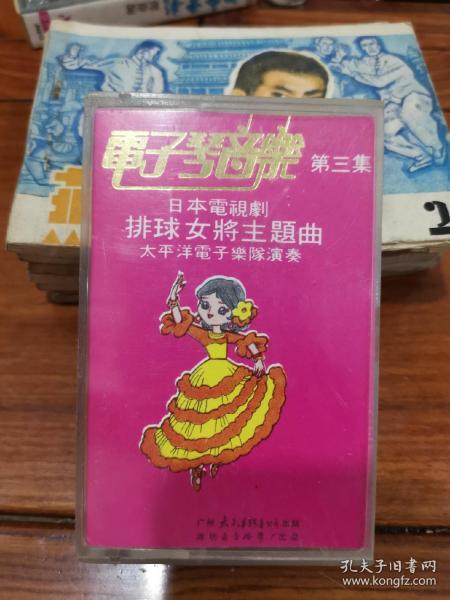 電子琴音樂 第三集
日本電視劇
排球女將主題曲
太平洋電子樂隊演奏
2
孔夫子旧书网
www.kongfz.com